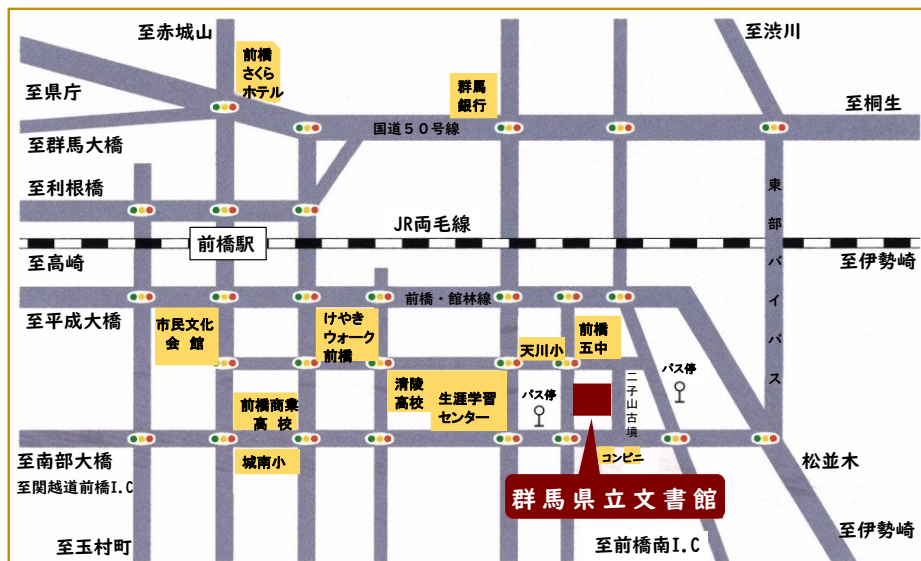 至赤城山
至渋川
前橋
さくら
ホテル
群馬
銀行
至県庁
至桐生
国道50号線
至群馬大橋
至利根橋
東部バイパス
JR両毛線
前橋駅
至高崎
至伊勢崎
前橋・館林線
至平成大橋
市民文化
会館
けやき
ウォーク
前橋
天川小
前橋
五中
バス停
二子山古墳
バス停
清陵
高校
生涯学習
センター
前橋商業
高校
城南小
コンビニ
至南部大橋
至関越道前橋I.C
松並木
群馬県立文書館
至伊勢崎
至玉村町
至前橋南I.C